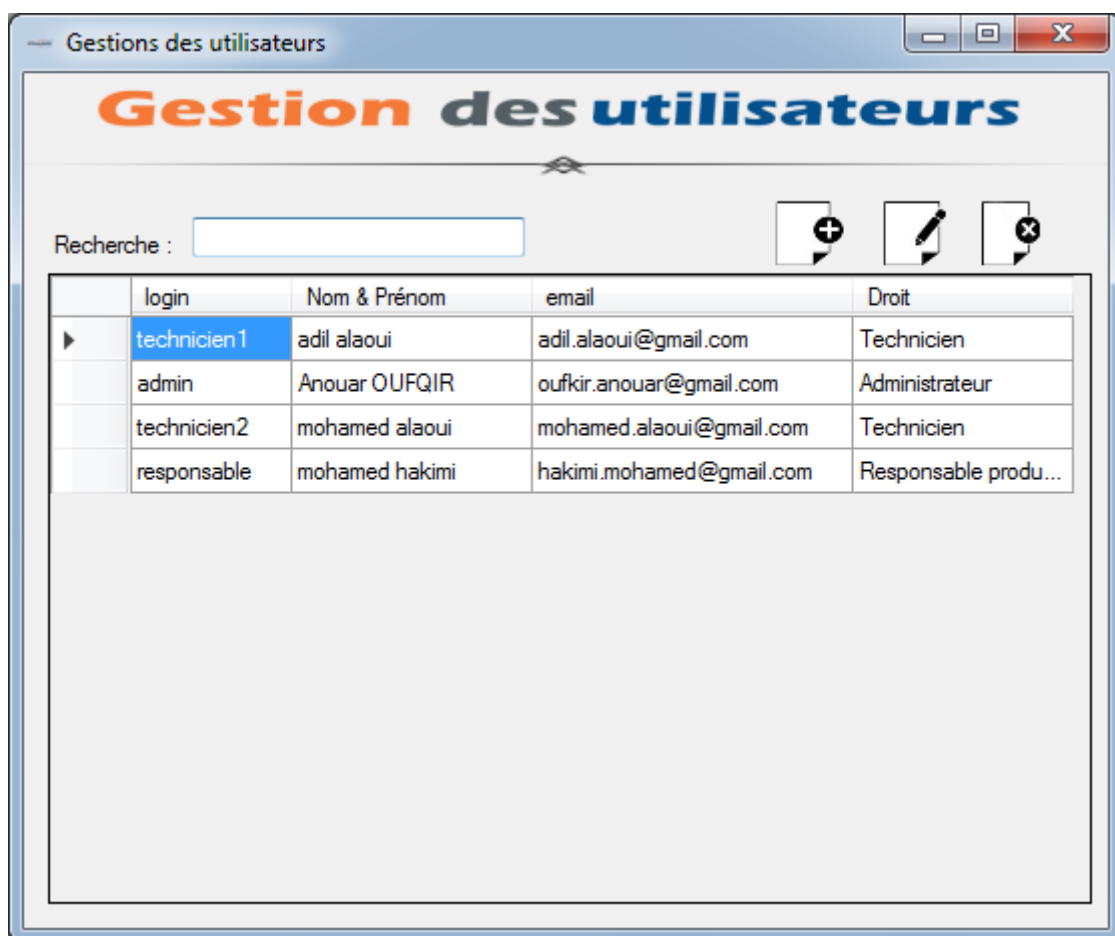 Gestions des utilisateurs
Gestion des utilisateurs
Recherche :
login Nom & Prénom email Droit
technicien1 adil alaoui adil.alaoui@gmail.com Technicien
admin Anouar OUFQIR oufkir.anouar@gmail.com Administrateur
technicien2 mohamed alaoui mohamed.alaoui@gmail.com Technicien
responsable mohamed hakimi hakimi.mohamed@gmail.com Responsable produ...